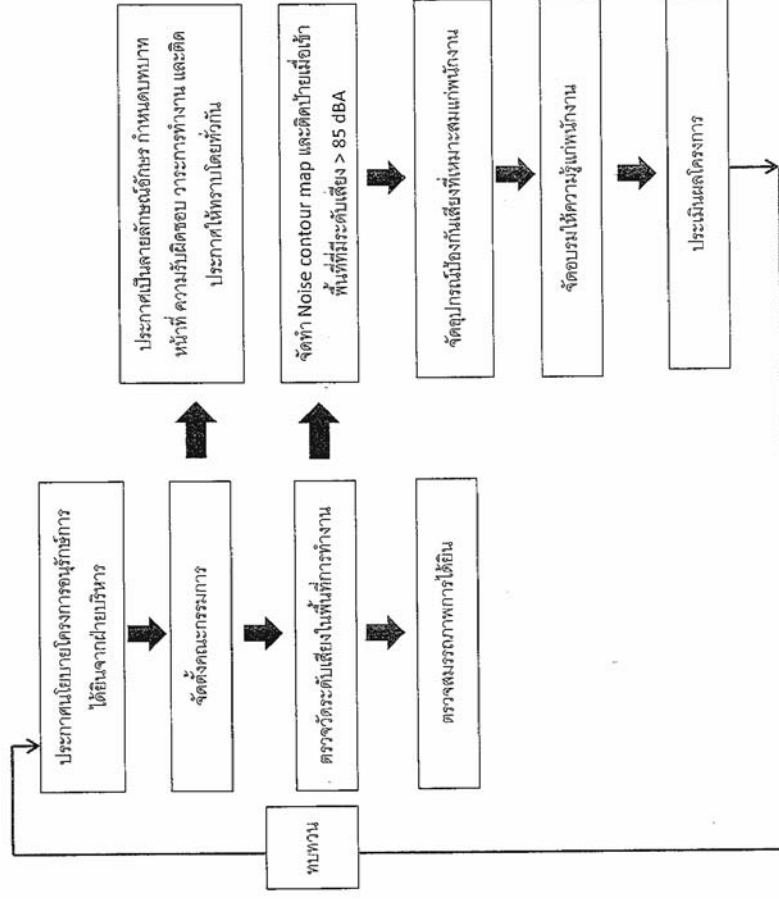 ประกาศนโยบายโครงการอนุรักษ์การ
ได้ยินจากฝ่ายบริหาร
จัดตั้งคณะกรรมการ
ประกาศเป็นลายลักษณ์อักษร กำหนดบทบาท
หน้าที่ ความรับผิดชอบ วาระการทำงาน และติด
ประกาศให้ทราบโดยทั่วกัน
ตรวจวัดระดับเสียงในพื้นที่การทำงาน
จัดทำ Noise contour map และติดป้ายเมื่อเข้า
พื้นที่ที่มีระดับเสียง > 85 dBA
ตรวจสมรรถภาพการได้ยิน
จัดอุปกรณ์ป้องกันเสียงที่เหมาะสมแก่พนักงาน
จัดอบรมให้ความรู้แก่พนักงาน
ประเมินผลโครงการ
ทบทวน